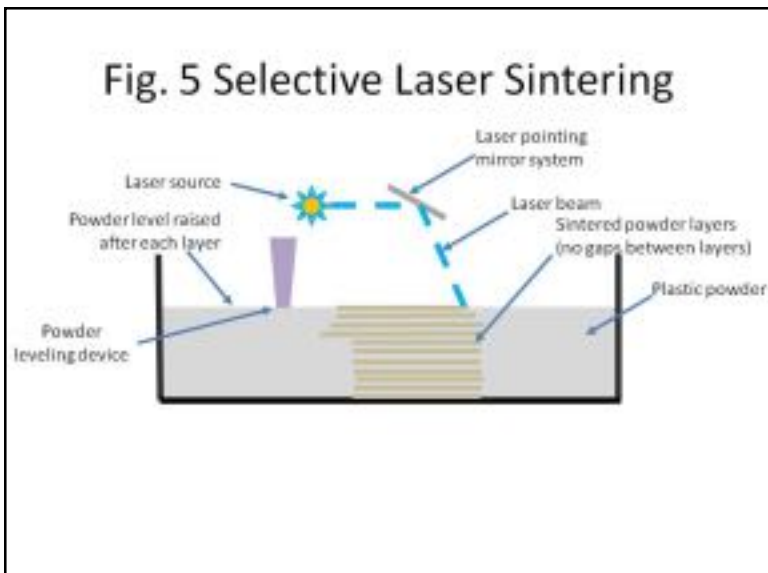 Fig. 5 Selective Laser Sintering
Laser pointing
mirror system
Laser source
Laser beam
Powder level raised
after each layer
Sintered powder layers
(no gaps between layers)
Plastic powder
Powder
leveling device